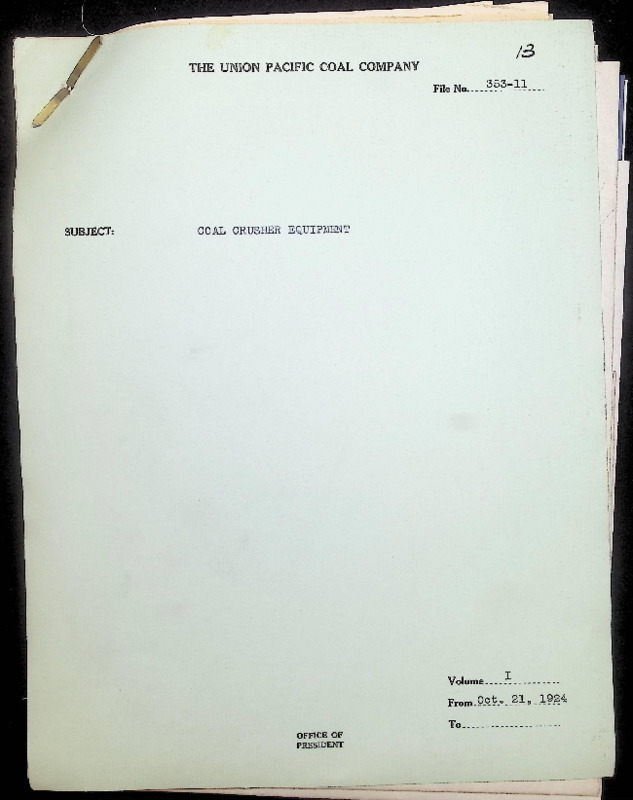 13
THE UNION PACIFIC COAL COMPANY
File No. 353-11
SUBJECT: COAL CRUSHER EQUIPMENT
Volume I
From Oct. 21, 1924
To
OFFICE OF
PRESIDENT